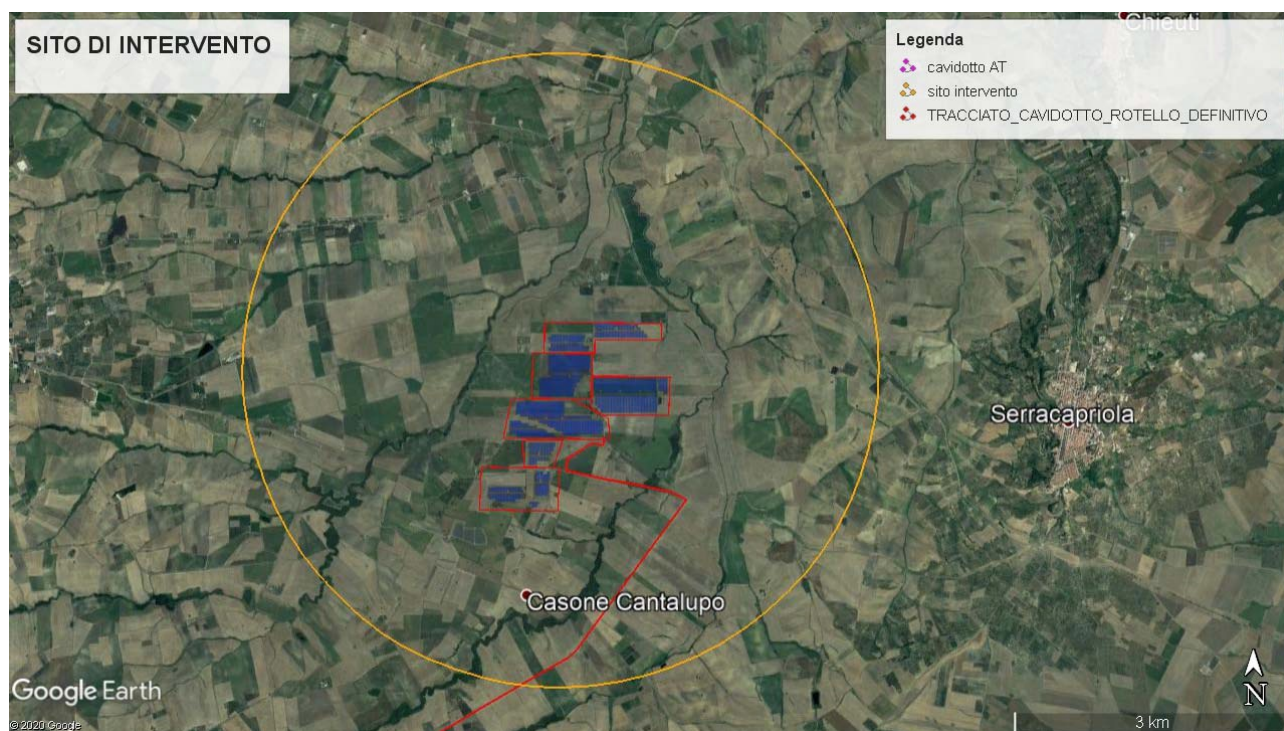 SITO DI INTERVENTO
Legenda
cavidotto AT
sito intervento
TRACCIATO_CAVIDOTTO_ROTELLO_DEFINITIVO
Chieuti
Serracapriola
Casone Cantalupo
Google Earth
© 2020 Google
N
3 km